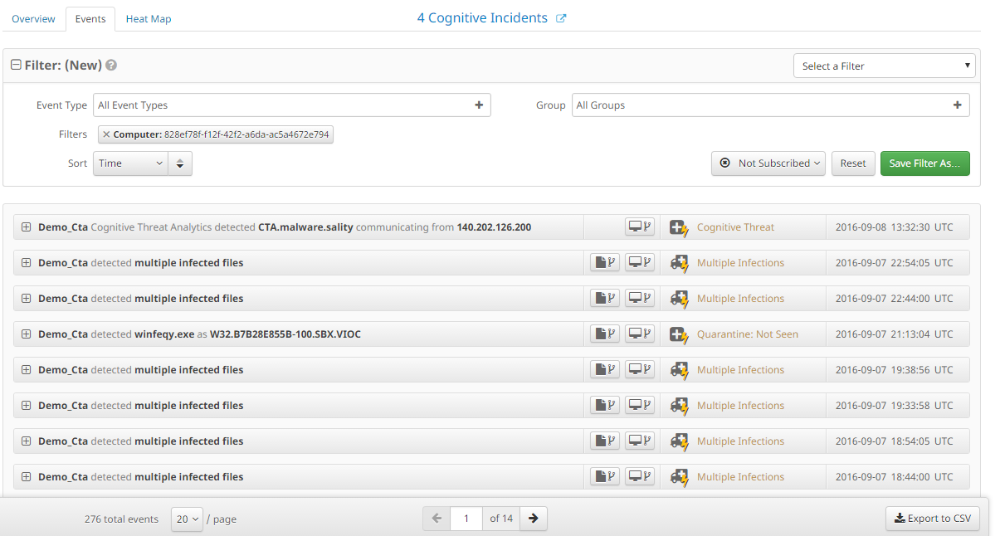 Overview Events Heat Map 4 Cognitive Incidents
Filter: (New) ? Select a Filter
Event Type All Event Types + Group All Groups +
Filters × Computer: 828ef78f-f12f-42f2-a6da-ac5a4672e794
Sort Time Not Subscribed Reset Save Filter As...
Demo_Cta Cognitive Threat Analytics detected CTA.malware.sality communicating from 140.202.126.200 Cognitive Threat 2016-09-08 13:32:30 UTC
Demo_Cta detected multiple infected files Multiple Infections 2016-09-07 22:54:05 UTC
Demo_Cta detected multiple infected files Multiple Infections 2016-09-07 22:44:00 UTC
Demo_Cta detected winfeqy.exe as W32.B7B28E855B-100.SBX.VIOC Quarantine: Not Seen 2016-09-07 21:13:04 UTC
Demo_Cta detected multiple infected files Multiple Infections 2016-09-07 19:38:56 UTC
Demo_Cta detected multiple infected files Multiple Infections 2016-09-07 19:33:58 UTC
Demo_Cta detected multiple infected files Multiple Infections 2016-09-07 18:54:05 UTC
Demo_Cta detected multiple infected files Multiple Infections 2016-09-07 18:44:00 UTC
276 total events 20 / page 1 of 14 Export to CSV